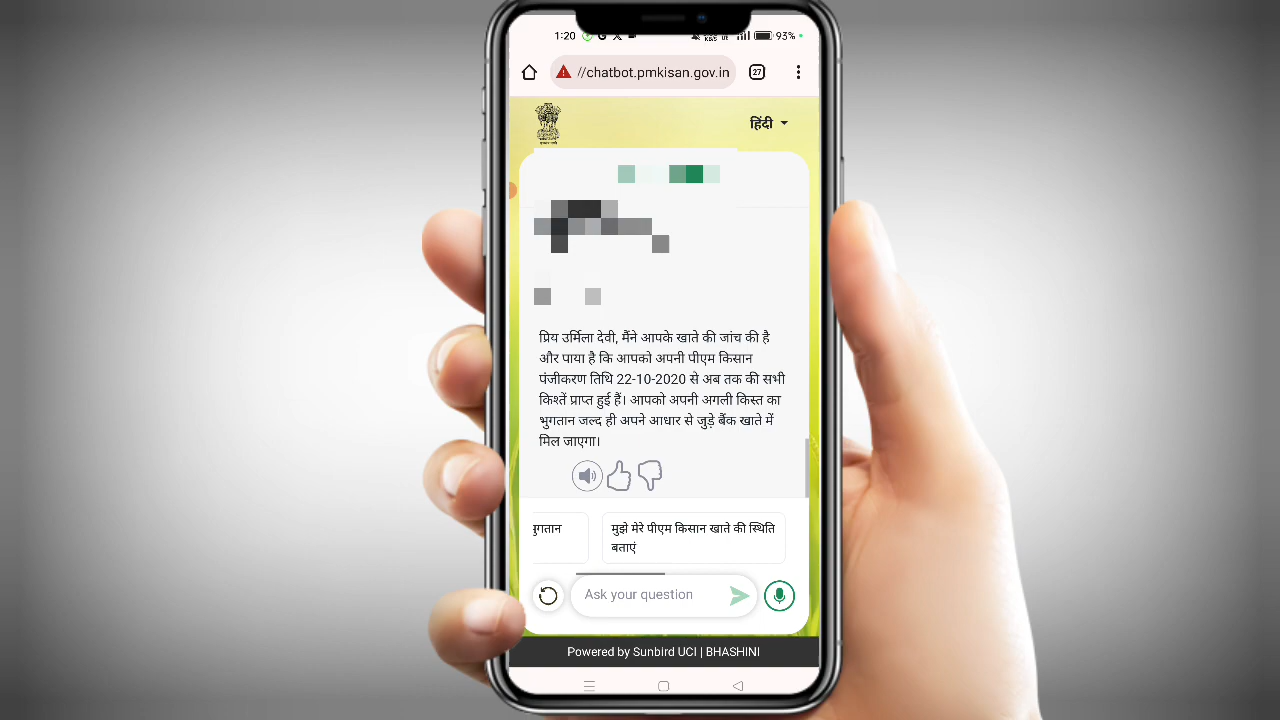 1:20
93%
//chatbot.pmkisan.gov.in
27
हिंदी
प्रिय उर्मिला देवी, मैंने आपके खाते की जांच की है
और पाया है कि आपको अपनी पीएम किसान
पंजीकरण तिथि 22-10-2020 से अब तक की सभी
किश्तें प्राप्त हुई हैं। आपको अपनी अगली किस्त का
भुगतान जल्द ही अपने आधार से जुड़े बैंक खाते में
मिल जाएगा।
मुझे मेरे पीएम किसान खाते की स्थिति
बताएं
Ask your question
Powered by Sunbird UCI | BHASHINI